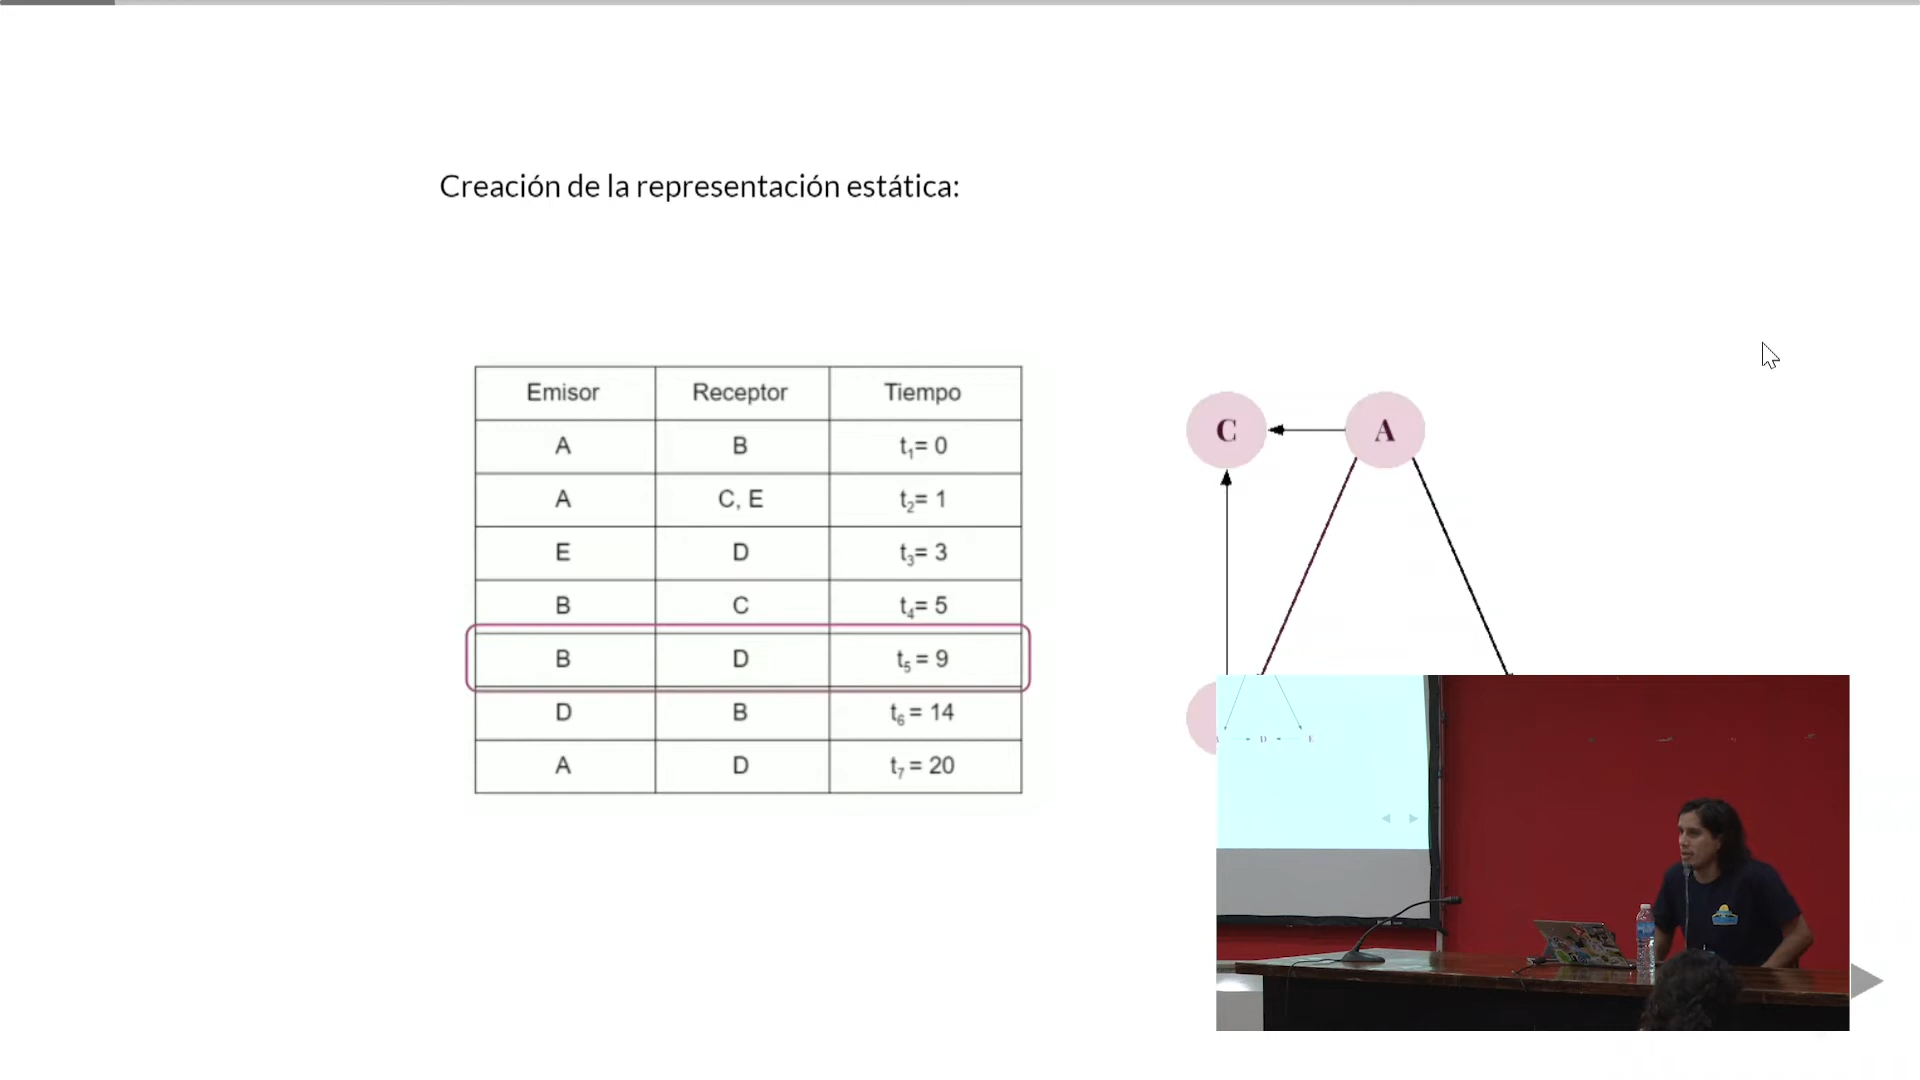 Creación de la representación estática:
Emisor Receptor Tiempo
A B t₁= 0
A C, E t₂= 1
E D t₃= 3
B C t₄= 5
B D t₅ = 9
D B t₆ = 14
A D t₇ = 20
C A
D E